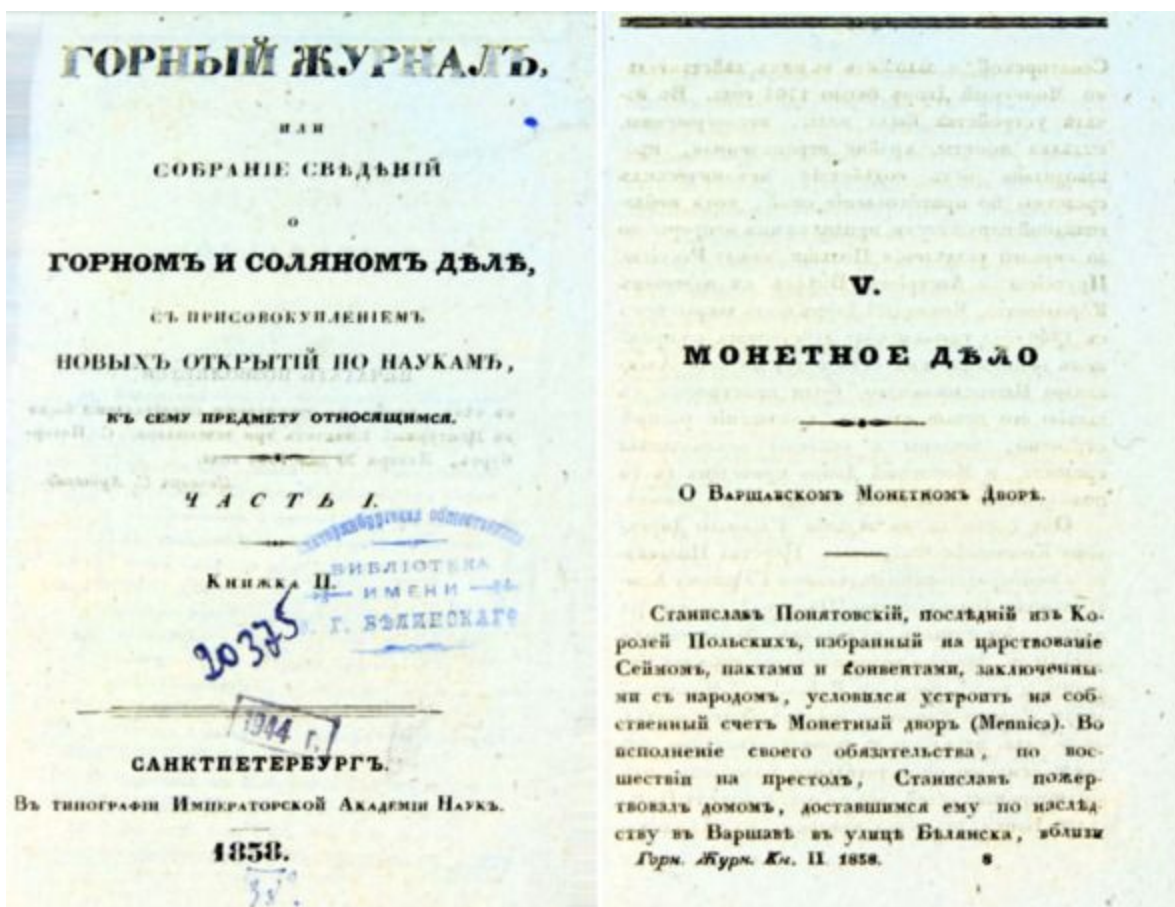 ГОРНЫЙ ЖУРНАЛЪ,
ИЛИ
СОБРАНІЕ СВѢДѢНІЙ
О
ГОРНОМЪ И СОЛЯНОМЪ ДѢЛѢ,
СЪ ПРИСОВОКУПЛЕНІЕМЪ
НОВЫХЪ ОТКРЫТІЙ ПО НАУКАМЪ,
КЪ СЕМУ ПРЕДМЕТУ ОТНОСЯЩИМСЯ.
ЧАСТЬ I.
Книжка II.
БИБЛІОТЕКА
ИМЕНИ
Г. БѢЛИНСКАГО
20375
1944 г.
САНКТПЕТЕРБУРГЪ.
Въ типографіи Императорской Академіи Наукъ.
1838.
V.
МОНЕТНОЕ ДѢЛО
О Варшавскомъ Монетномъ Дворѣ.
Станиславъ Понятовскій, послѣдній изъ Ко-
ролей Польскихъ, избранный на царствованіе
Сеймомъ, пактами и Конвентами, заключенны-
ми съ народомъ, условился устроить на соб-
ственный счетъ Монетный дворъ (Mennica). Во
исполненіе своего обязательства, по вос-
шествіи на престолъ, Станиславъ пожер-
твовалъ домомъ, доставшимся ему по наслѣд-
ству въ Варшавѣ въ улицѣ Бѣлянска, вблизи
Горн. Журн. Кн. II. 1838. 8